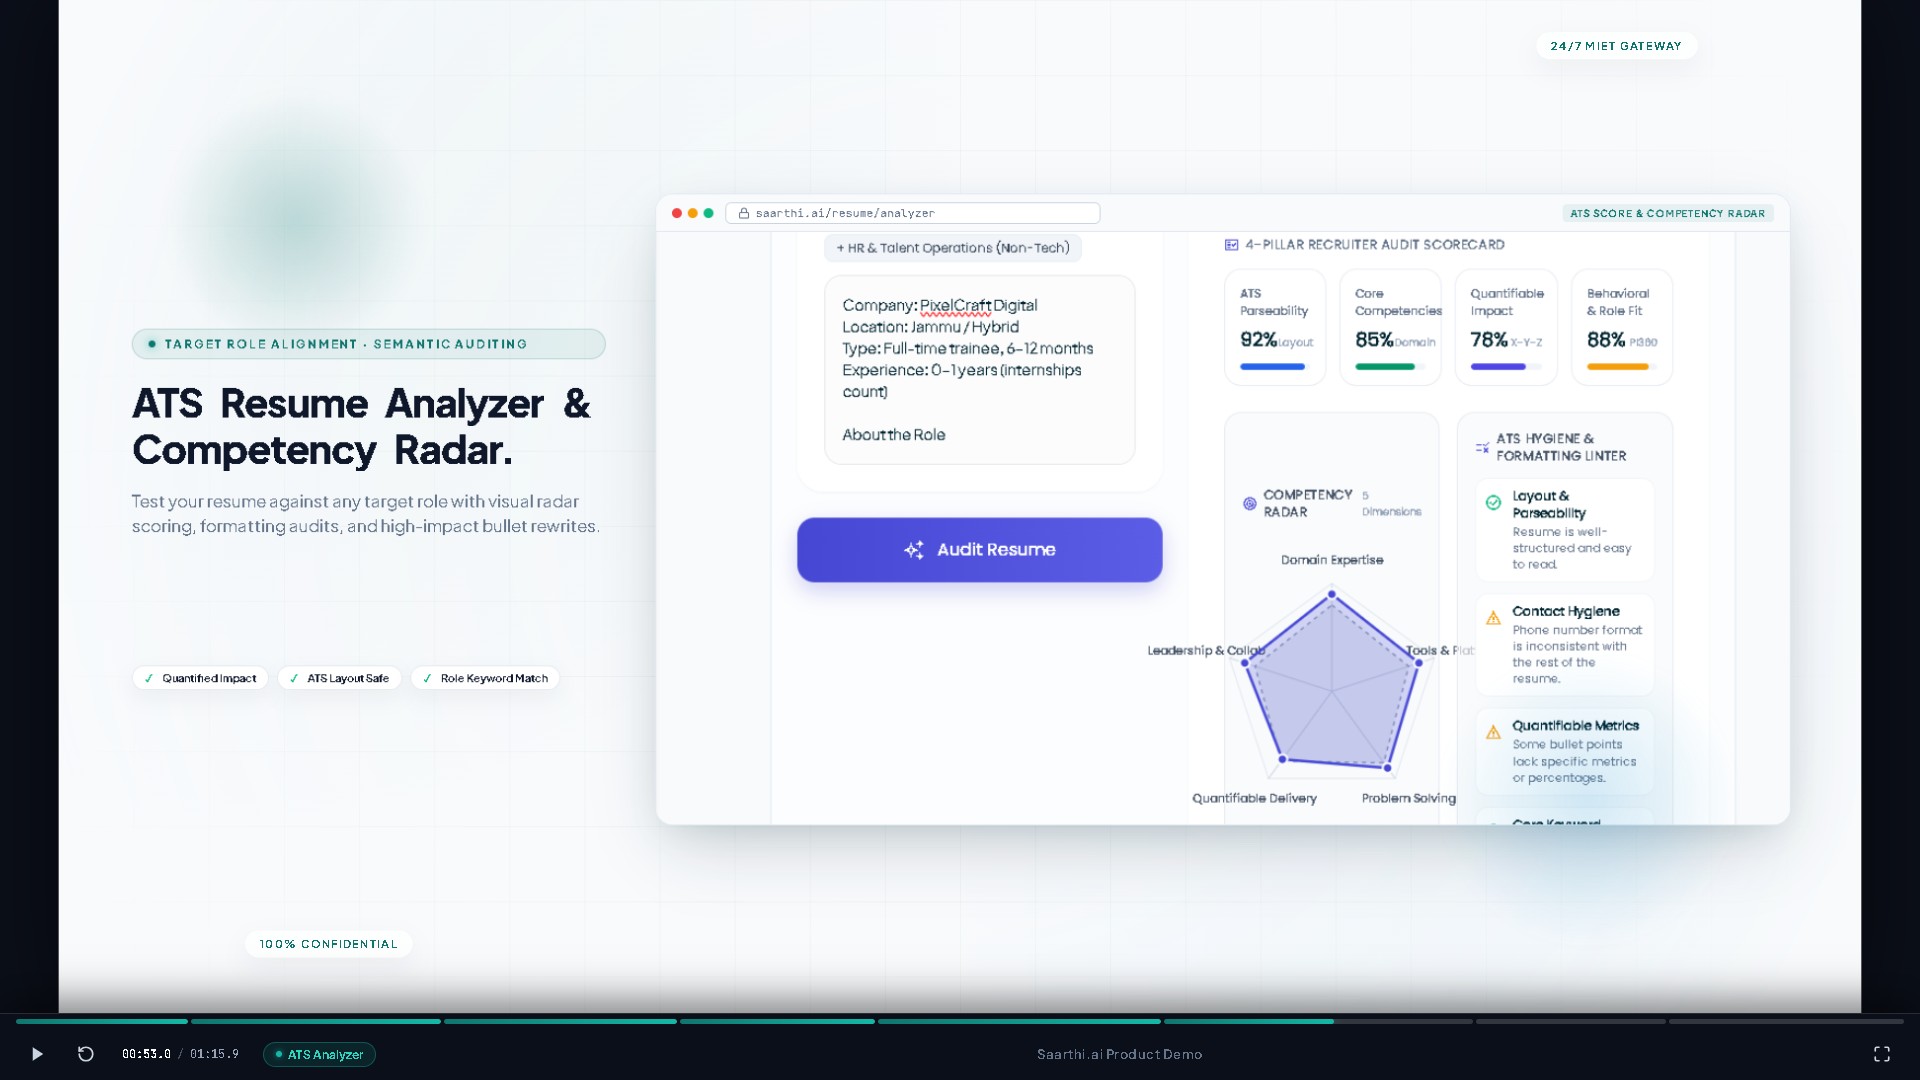 24/7 MIET GATEWAY
TARGET ROLE ALIGNMENT · SEMANTIC AUDITING
ATS Resume Analyzer &
Competency Radar.
Test your resume against any target role with visual radar
scoring, formatting audits, and high-impact bullet rewrites.
✓ Quantified Impact
✓ ATS Layout Safe
✓ Role Keyword Match
100% CONFIDENTIAL
saarthi.ai/resume/analyzer
ATS SCORE & COMPETENCY RADAR
+ HR & Talent Operations (Non-Tech)
Company: PixelCraft Digital
Location: Jammu / Hybrid
Type: Full-time trainee, 6–12 months
Experience: 0–1 years (internships
count)
About the Role
Audit Resume
4-PILLAR RECRUITER AUDIT SCORECARD
ATS
Parseability
92% Layout
Core
Competencies
85% Domain
Quantifiable
Impact
78% X-Y-Z
Behavioral
& Role Fit
88% PI360
COMPETENCY
RADAR
5
Dimensions
Domain Expertise
Leadership & Collab
Tools & Plat
Quantifiable Delivery
Problem Solving
ATS HYGIENE &
FORMATTING LINTER
Layout &
Parseability
Resume is well-
structured and easy
to read.
Contact Hygiene
Phone number format
is inconsistent with
the rest of the
resume.
Quantifiable Metrics
Some bullet points
lack specific metrics
or percentages.
Core Keyword
00:53.0 / 01:15.9
ATS Analyzer
Saarthi.ai Product Demo